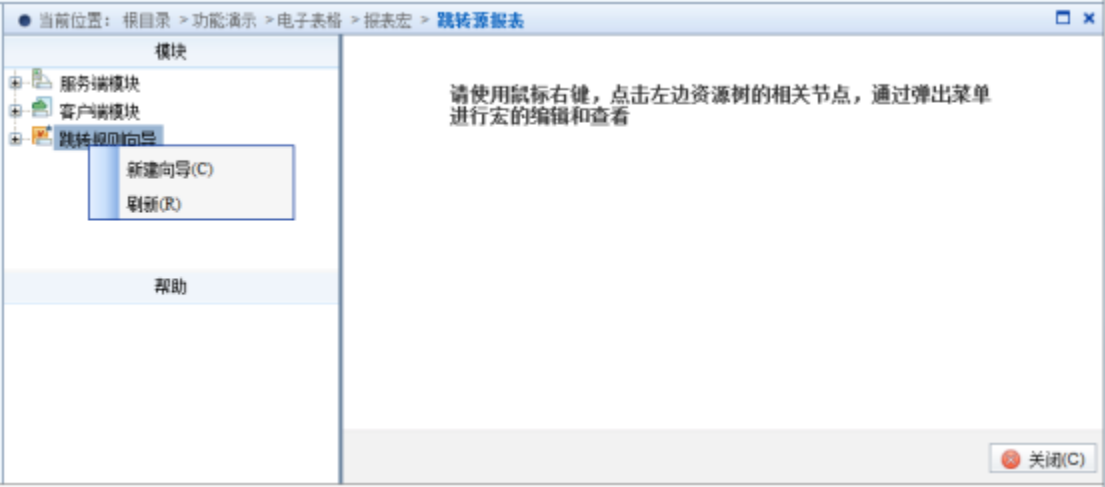 当前位置： 根目录 >功能演示 >电子表格 >报表宏 > 跳转源报表
模块
服务端模块
客户端模块
跳转规则向导
新建向导(C)
刷新(R)
帮助
请使用鼠标右键，点击左边资源树的相关节点，通过弹出菜单
进行宏的编辑和查看
关闭(C)